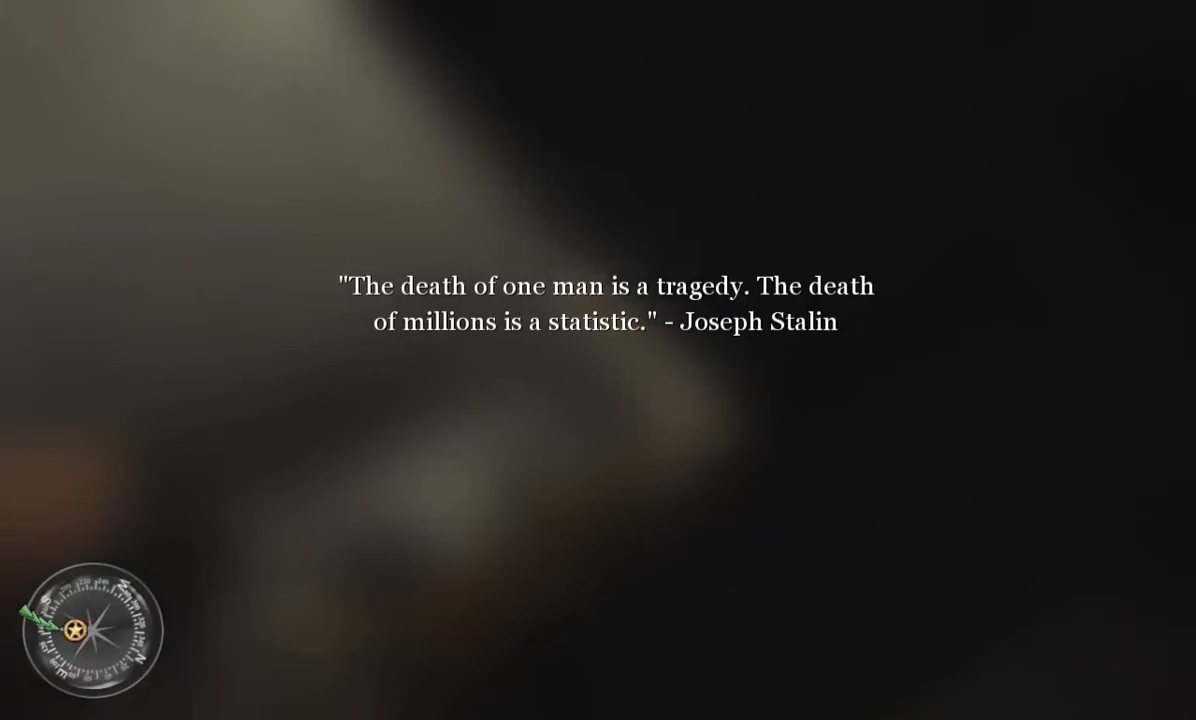 "The death of one man is a tragedy. The death
of millions is a statistic." - Joseph Stalin